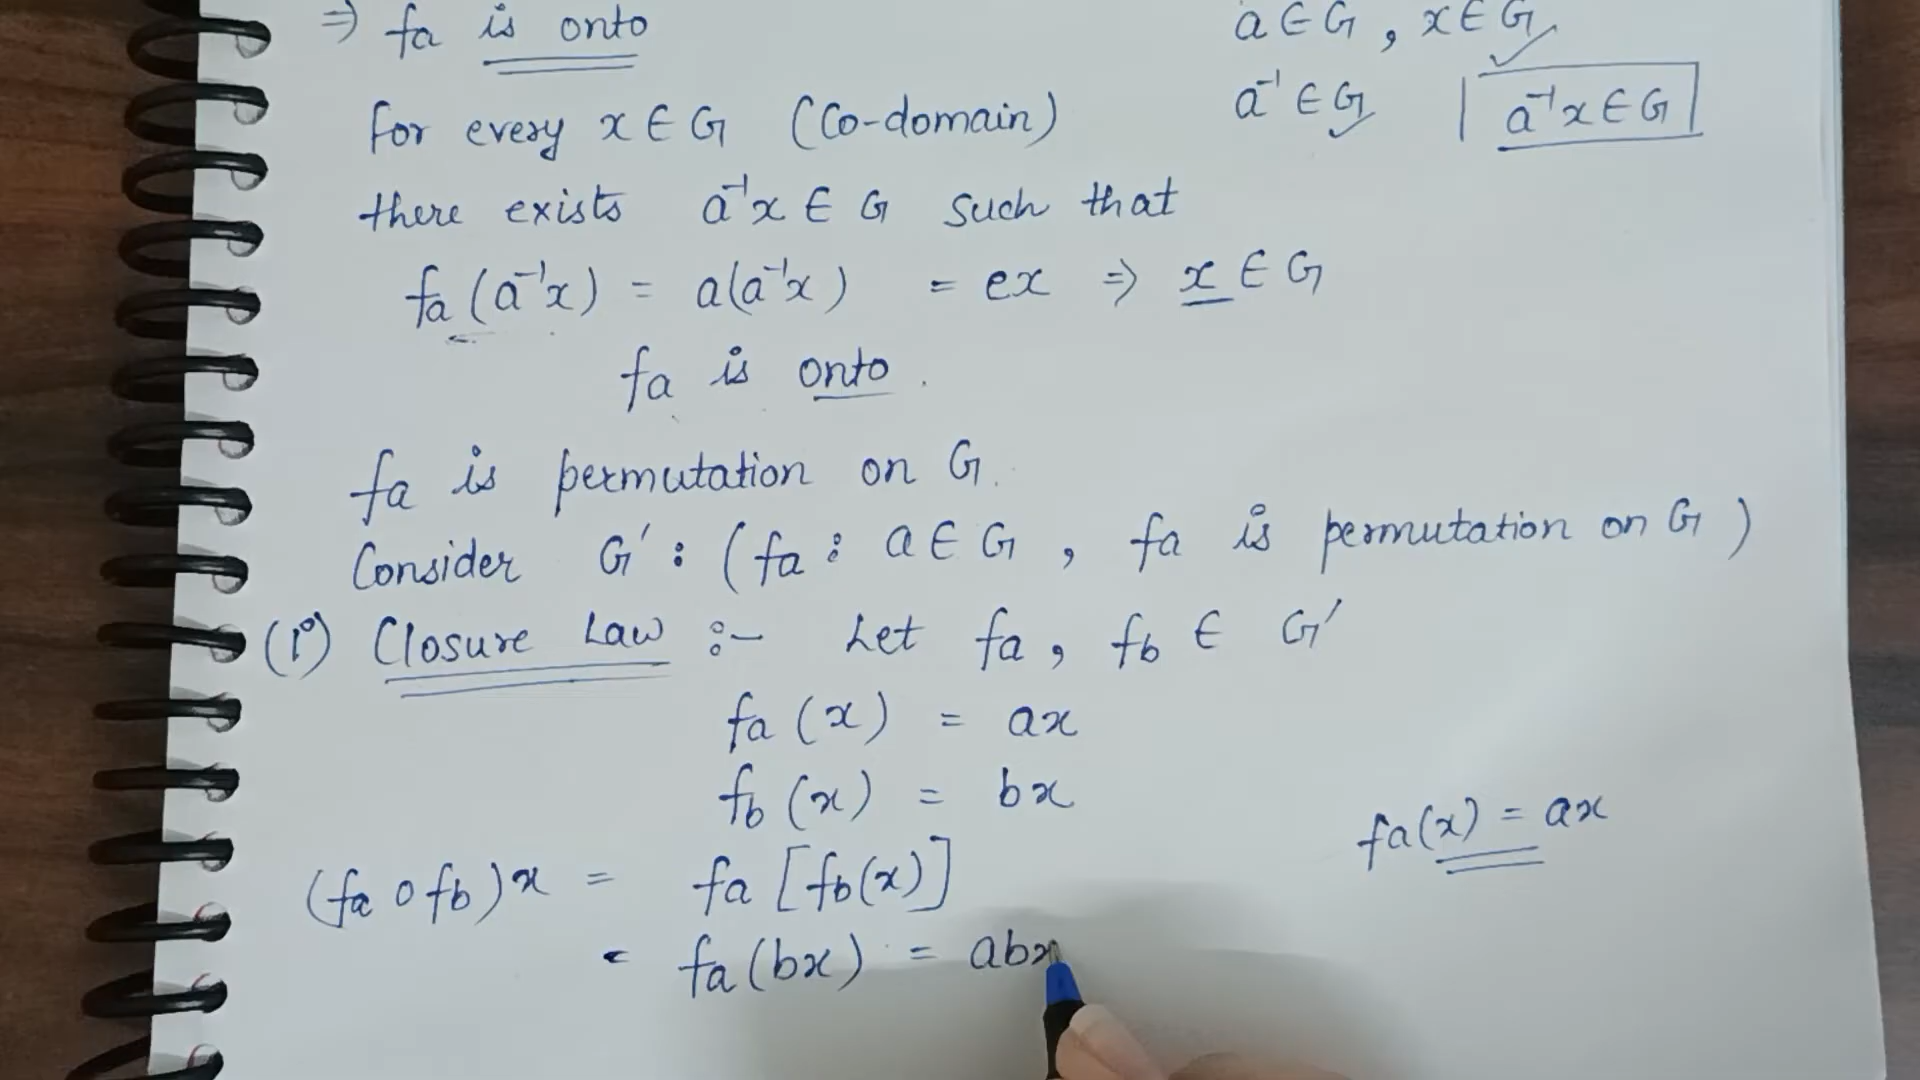 ⇒ fa is onto
a ∈ G, x ∈ G
For every x ∈ G (Co-domain)
a⁻¹ ∈ G | a⁻¹x ∈ G
there exists a⁻¹x ∈ G such that
fa (a⁻¹x) = a(a⁻¹x) = ex ⇒ x ∈ G
fa is onto.
fa is permutation on G.
Consider G' : (fa : a ∈ G, fa is permutation on G)
(i) Closure Law :- Let fa, fb ∈ G'
fa (x) = ax
fb (x) = bx
fa(x) = ax
(fa o fb)x = fa [fb(x)]
= fa (bx) = abx